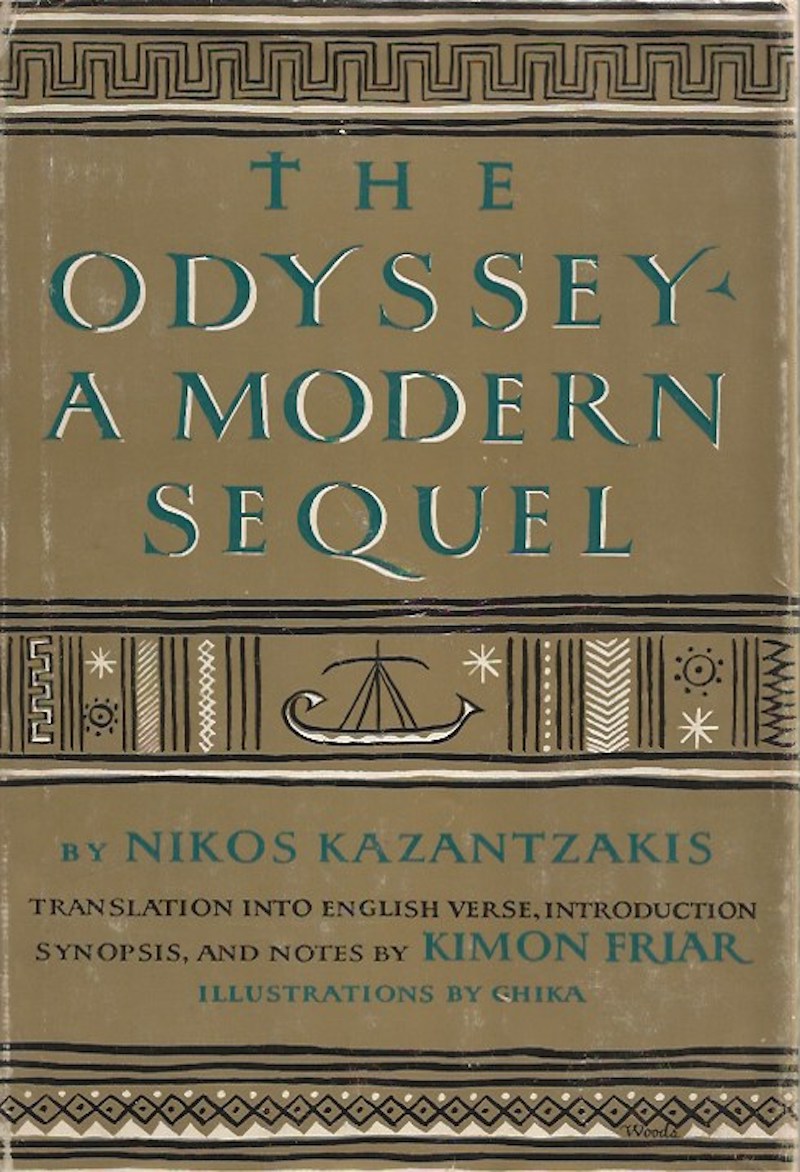 THE
ODYSSEY
A MODERN
SEQUEL
BY NIKOS KAZANTZAKIS
TRANSLATION INTO ENGLISH VERSE, INTRODUCTION
SYNOPSIS, AND NOTES BY KIMON FRIAR
ILLUSTRATIONS BY GHIKA
Woods